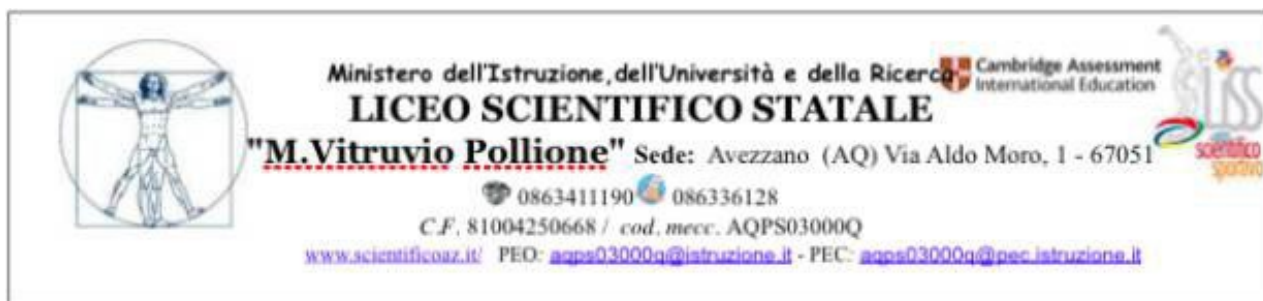 Ministero dell'Istruzione,dell'Università e della Ricerca
Cambridge Assessment
International Education
LICEO SCIENTIFICO STATALE
"M.Vitruvio Pollione" Sede: Avezzano (AQ) Via Aldo Moro, 1 - 67051
LiSS
scientifico
sportivo
0863411190 086336128
C.F. 81004250668 / cod. mecc. AQPS03000Q
www.scientificoaz.it/ PEO: aqps03000q@istruzione.it - PEC: aqps03000q@pec.istruzione.it